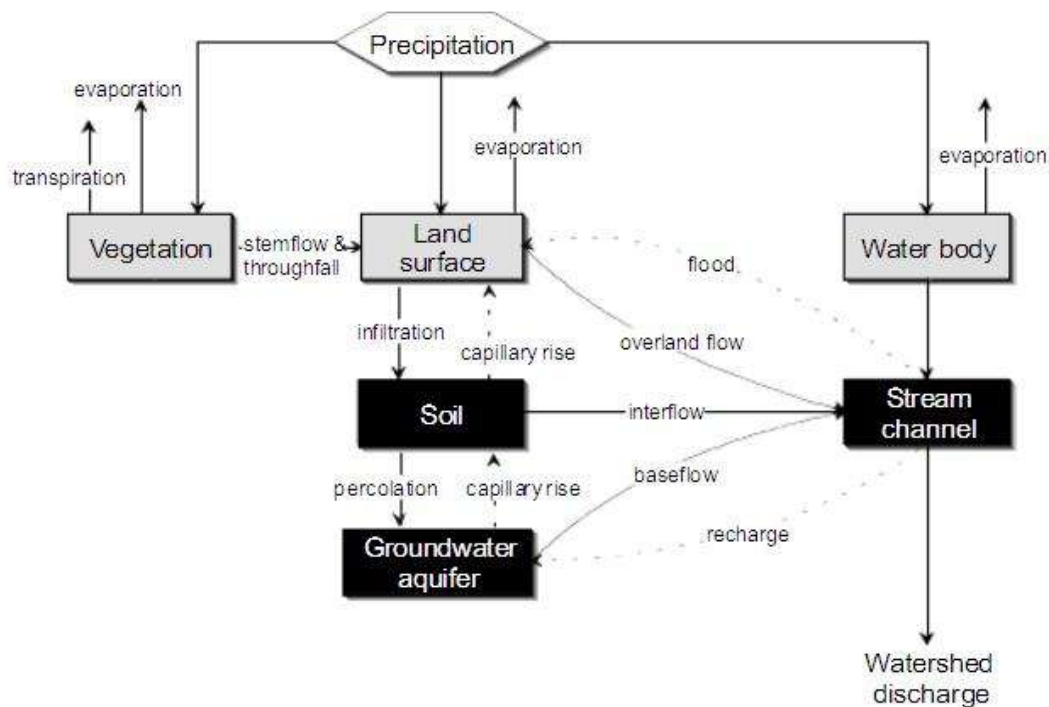 Precipitation
evaporation
evaporation
evaporation
transpiration
Vegetation
stemflow &
throughfall
Land
surface
Water body
flood
infiltration
capillary rise
overland flow
Soil
interflow
Stream
channel
percolation
capillary rise
baseflow
recharge
Groundwater
aquifer
Watershed
discharge